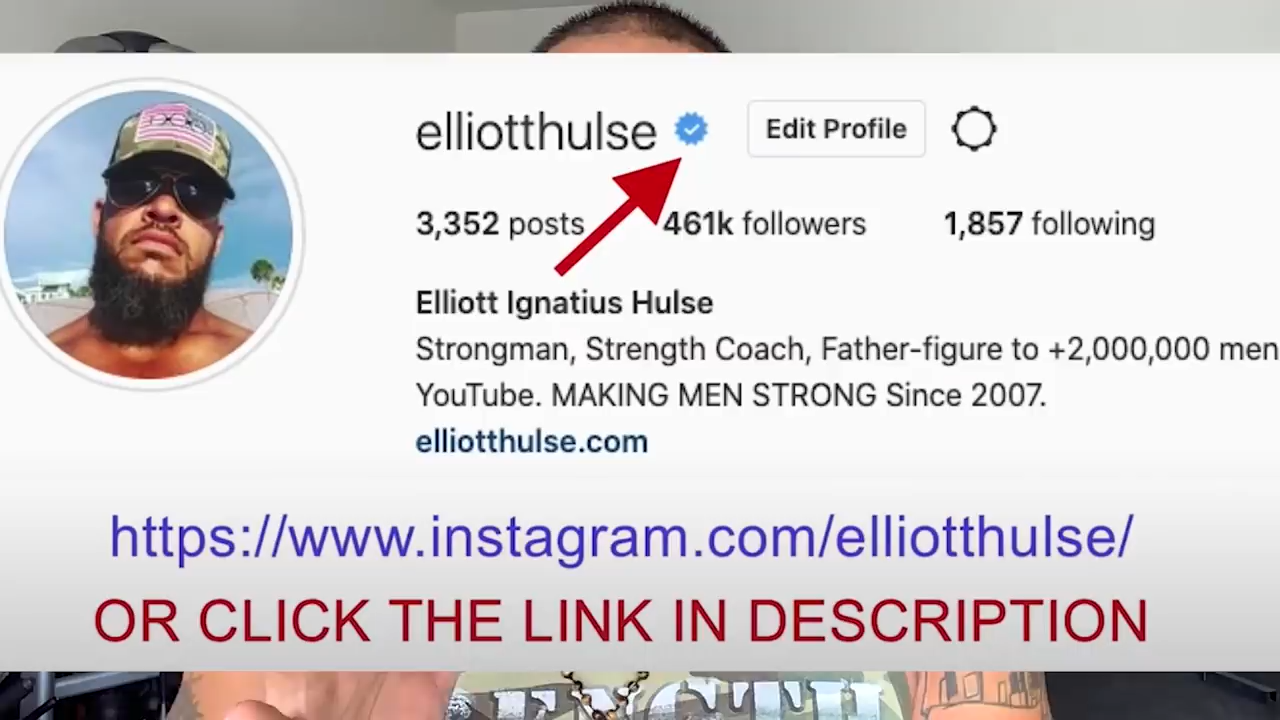 elliotthulse Edit Profile
3,352 posts 461k followers 1,857 following
Elliott Ignatius Hulse
Strongman, Strength Coach, Father-figure to +2,000,000 men
YouTube. MAKING MEN STRONG Since 2007.
elliotthulse.com
https://www.instagram.com/elliotthulse/
OR CLICK THE LINK IN DESCRIPTION